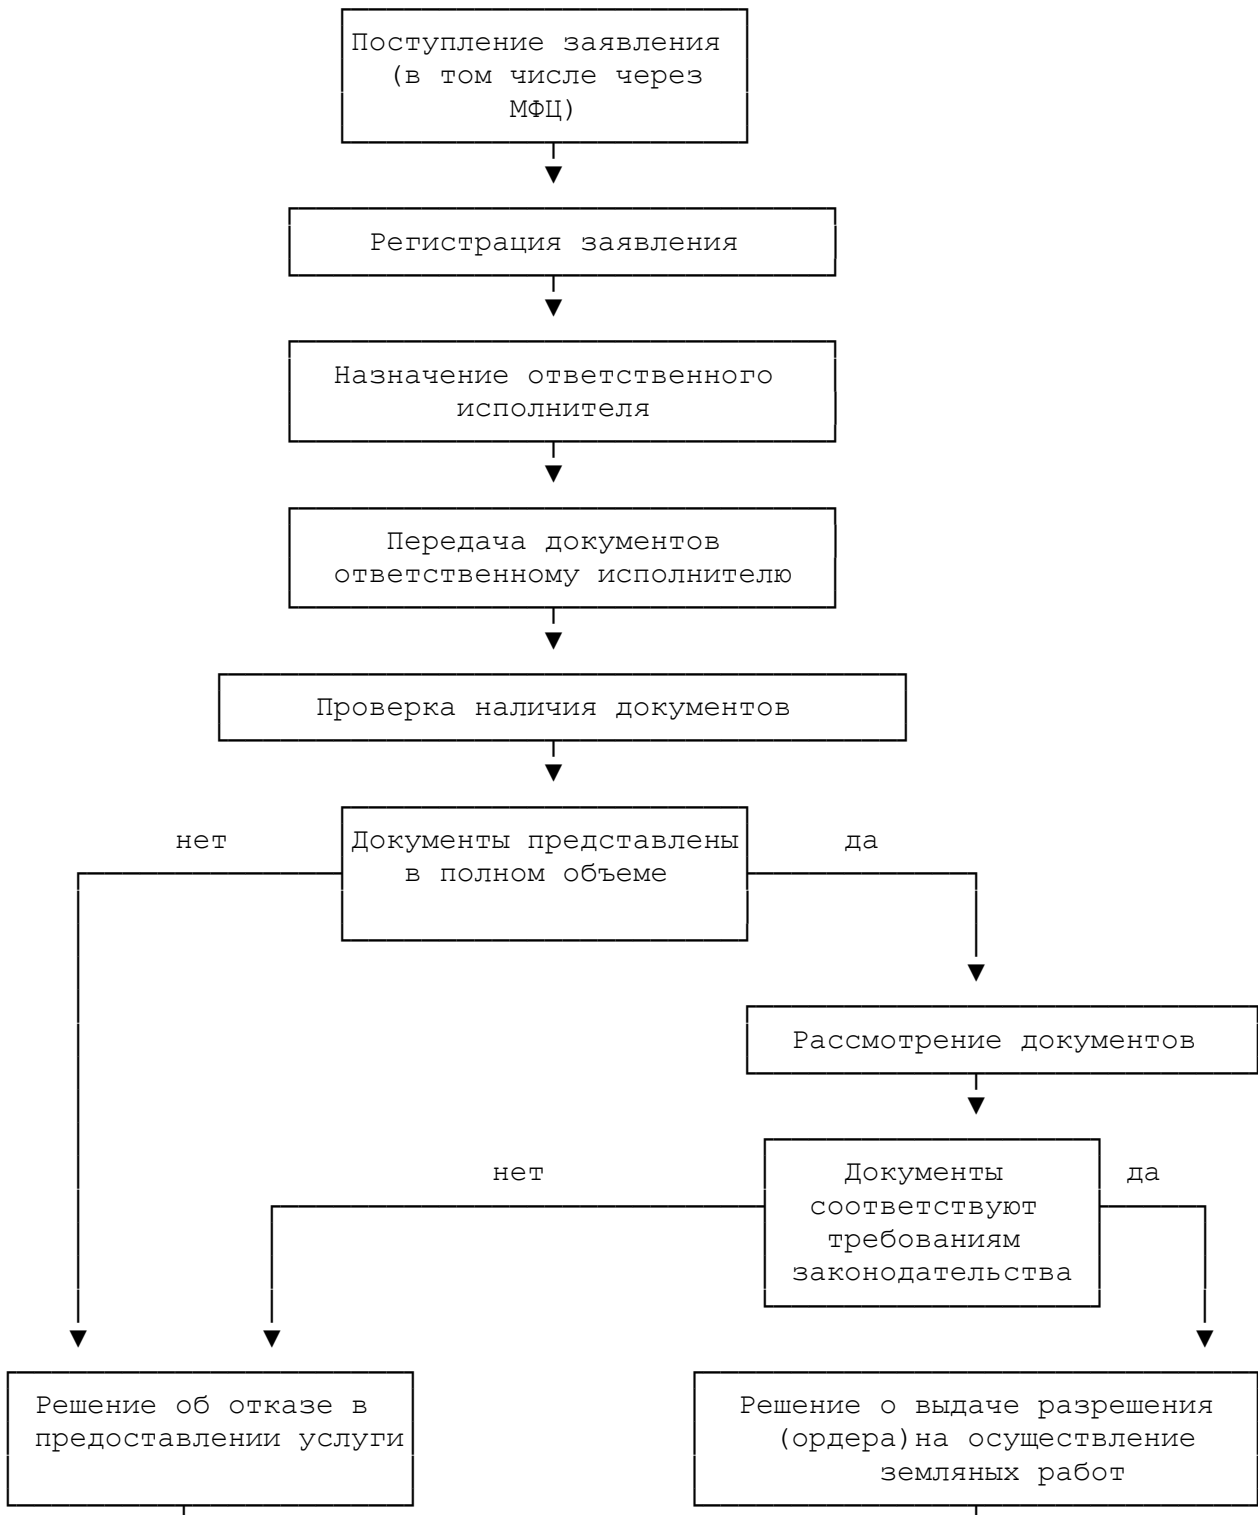 Поступление заявления
(в том числе через
МФЦ)
Регистрация заявления
Назначение ответственного
исполнителя
Передача документов
ответственному исполнителю
Проверка наличия документов
нет
Документы представлены
да
в полном объеме
Рассмотрение документов
нет
Документы
да
соответствуют
требованиям
законодательства
Решение об отказе в
предоставлении услуги
Решение о выдаче разрешения
(ордера)на осуществление
земляных работ